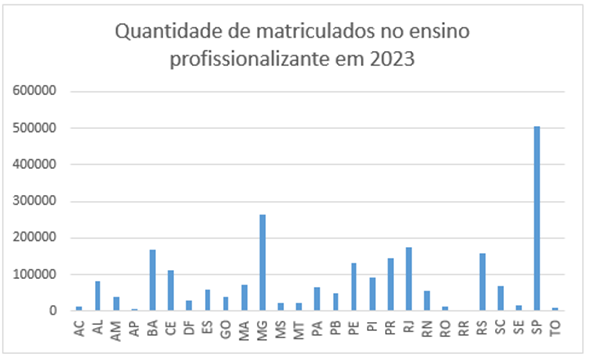 Quantidade de matriculados no ensino
profissionalizante em 2023
600000
500000
400000
300000
200000
100000
0
AC AL AM AP BA CE DF ES GO MA MG MS MT PA PB PE PI PR RJ RN RO RR RS SC SE SP TO